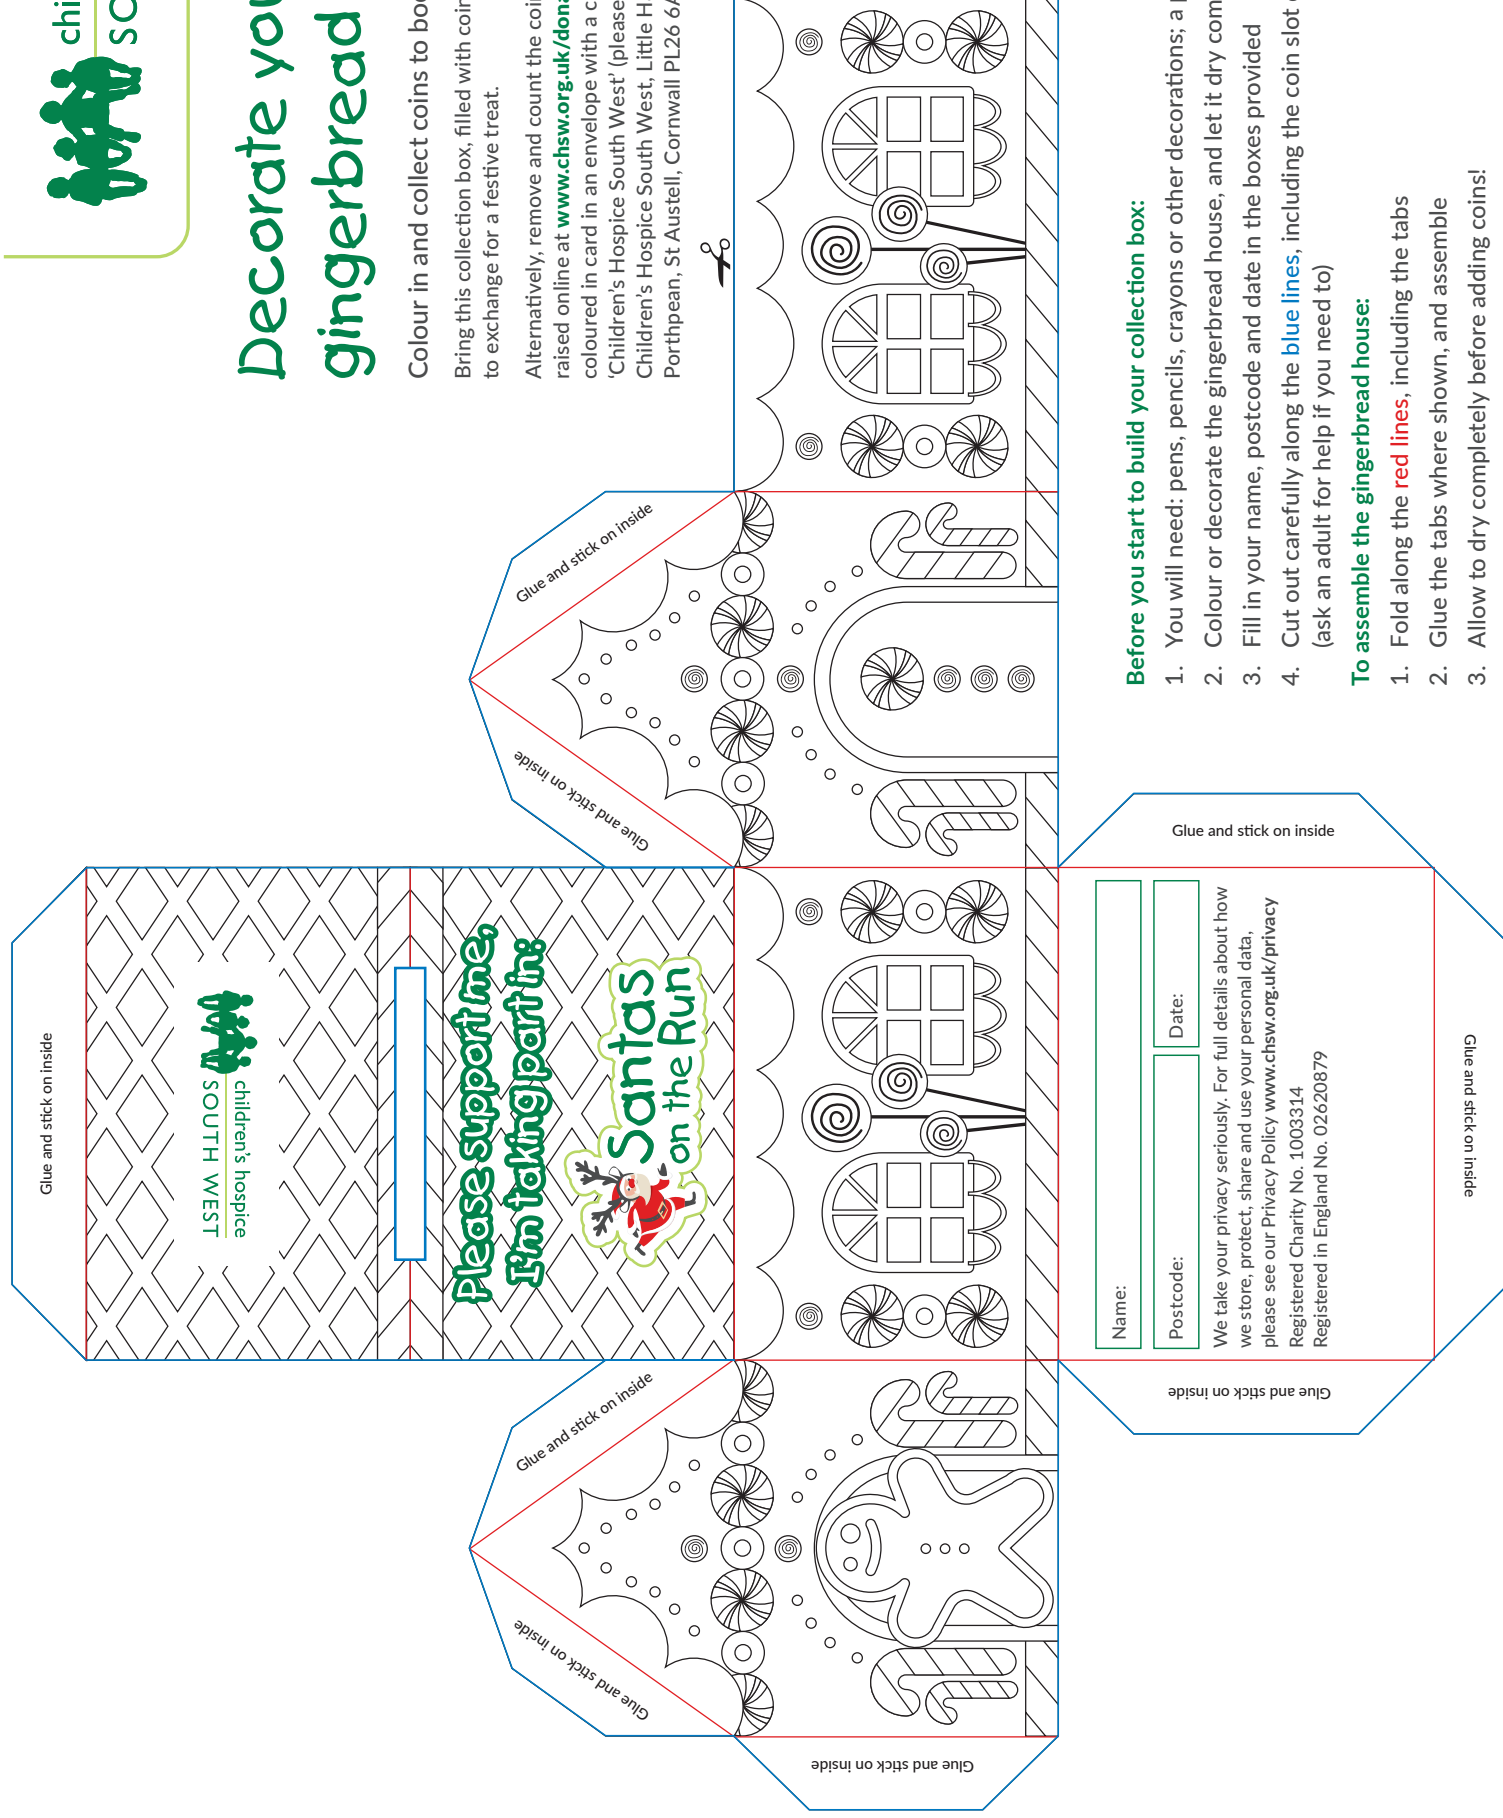 chi
SO
Decorate you
gingerbread
Colour in and collect coins to boo
Bring this collection box, filled with coin
to exchange for a festive treat.
Alternatively, remove and count the coi
raised online at www.chsw.org.uk/dona
coloured in card in an envelope with a c
'Children's Hospice South West' (please
Children's Hospice South West, Little H
Porthpean, St Austell, Cornwall PL26 6A
Before you start to build your collection box:
1. You will need: pens, pencils, crayons or other decorations; a p
2. Colour or decorate the gingerbread house, and let it dry com
3. Fill in your name, postcode and date in the boxes provided
4. Cut out carefully along the blue lines, including the coin slot
(ask an adult for help if you need to)
To assemble the gingerbread house:
1. Fold along the red lines, including the tabs
2. Glue the tabs where shown, and assemble
3. Allow to dry completely before adding coins!
Glue and stick on inside
Glue and stick on inside
Glue and stick on inside
children's hospice
SOUTH WEST
Please support me,
I'm taking part in:
Santas
on the Run
Glue and stick on inside
Name:
Postcode:
Date:
We take your privacy seriously. For full details about how
we store, protect, share and use your personal data,
please see our Privacy Policy www.chsw.org.uk/privacy
Registered Charity No. 1003314
Registered in England No. 02620879
Glue and stick on inside
Glue and stick on inside
Glue and stick on inside
Glue and stick on inside
Glue and stick on inside